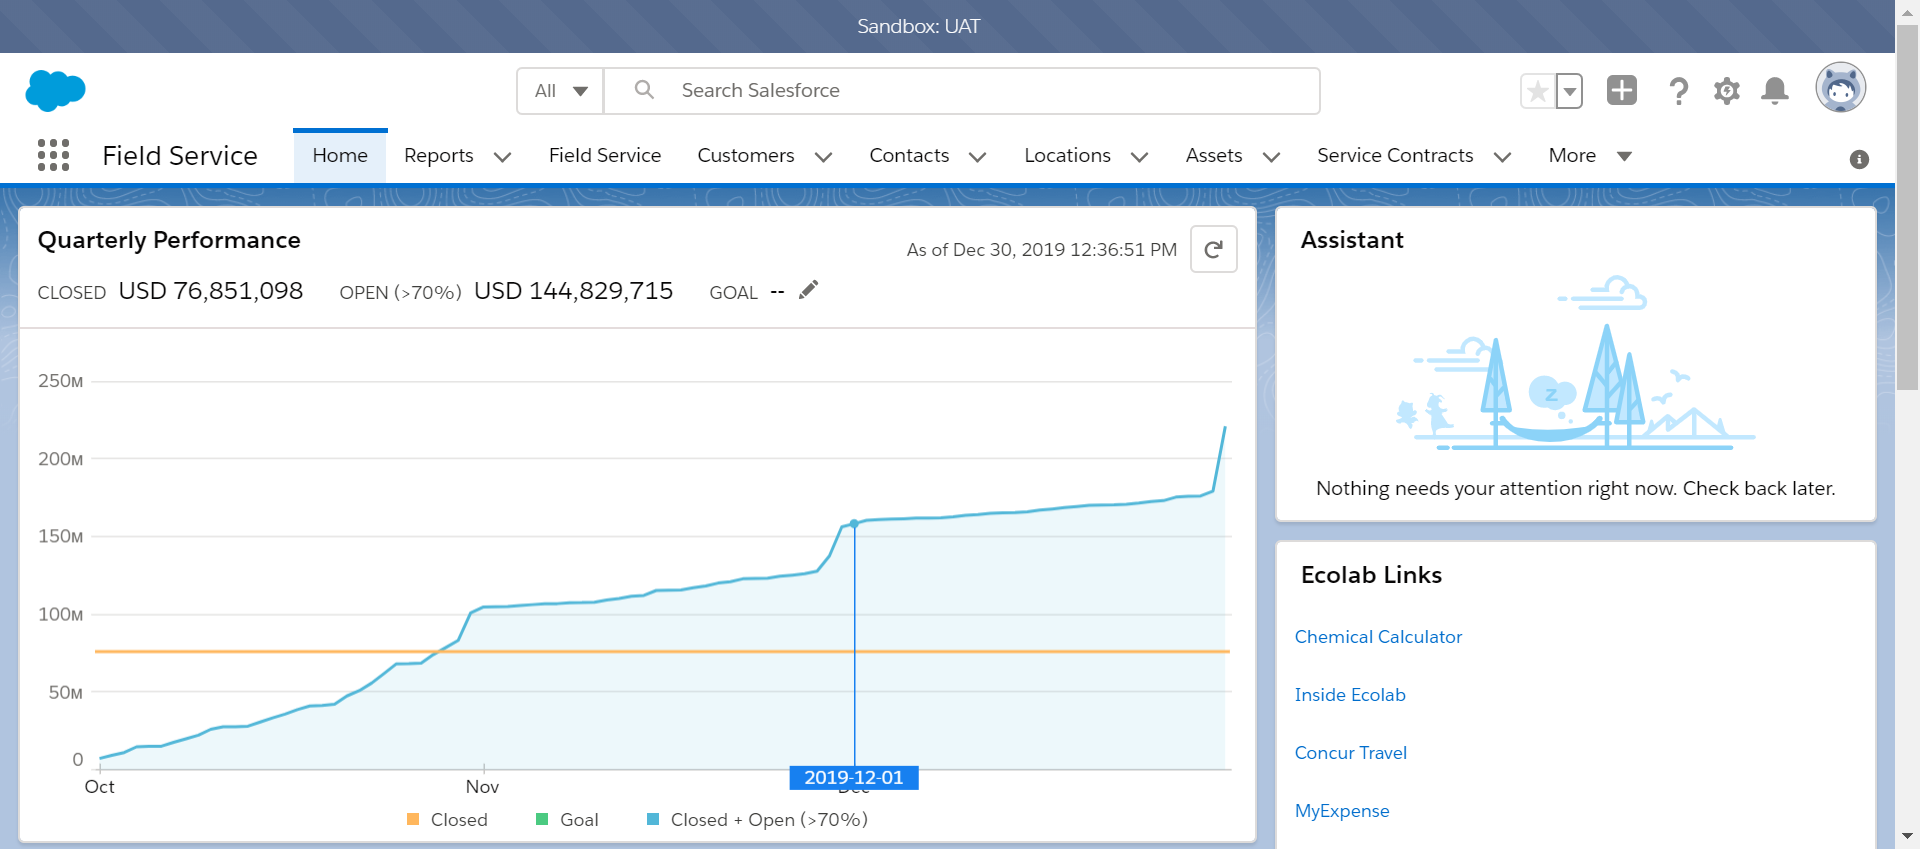 Sandbox: UAT
All Search Salesforce
Field Service Home Reports Field Service Customers Contacts Locations Assets Service Contracts More
Quarterly Performance
As of Dec 30, 2019 12:36:51 PM
CLOSED USD 76,851,098 OPEN (>70%) USD 144,829,715 GOAL --
250M
200M
150M
100M
50M
0
Oct Nov Dec
2019-12-01
Closed Goal Closed + Open (>70%)
Assistant
z
Nothing needs your attention right now. Check back later.
Ecolab Links
Chemical Calculator
Inside Ecolab
Concur Travel
MyExpense